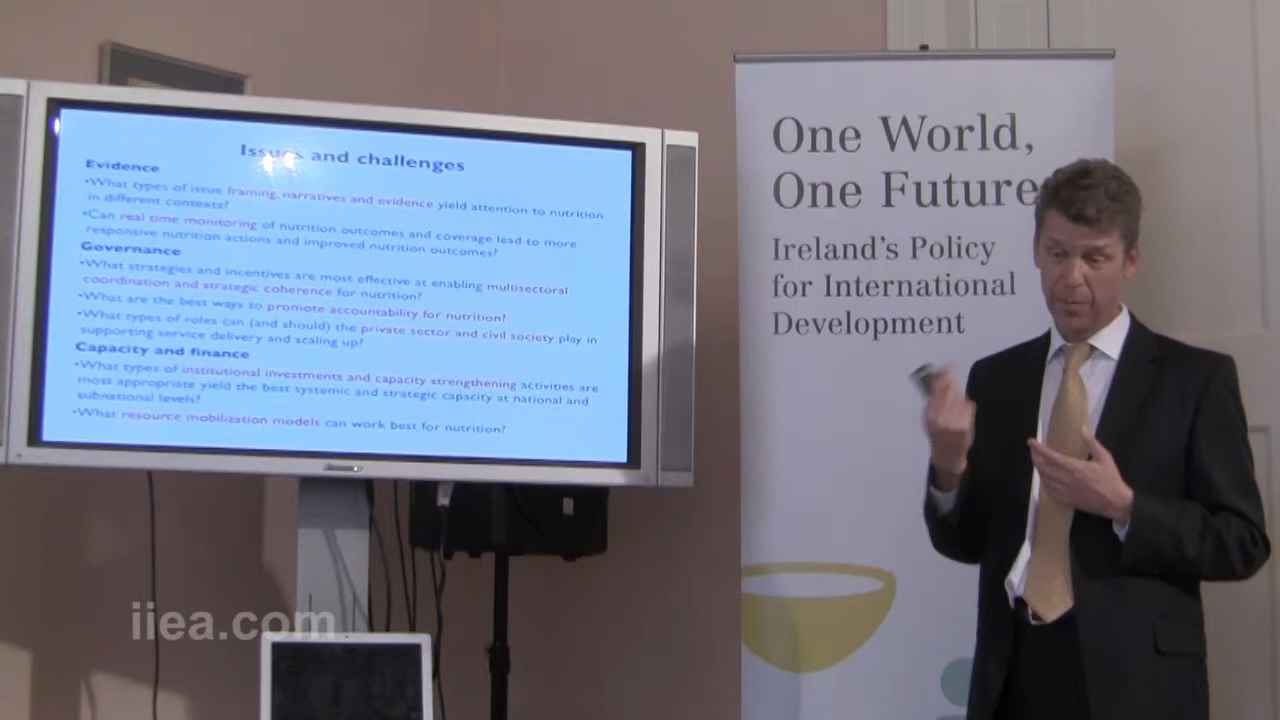 Issues and challenges
Evidence
•What types of issue framing, narratives and evidence yield attention to nutrition
in different contexts?
•Can real time monitoring of nutrition outcomes and coverage lead to more
responsive nutrition actions and improved nutrition outcomes?
Governance
•What strategies and incentives are most effective at enabling multisectoral
coordination and strategic coherence for nutrition?
•What are the best ways to promote accountability for nutrition?
•What types of roles can (and should) the private sector and civil society play in
supporting service delivery and scaling up?
Capacity and finance
•What types of institutional investments and capacity strengthening activities are
most appropriate yield the best systemic and strategic capacity at national and
subnational levels?
•What resource mobilization models can work best for nutrition?
One World,
One Future
Ireland's Policy
for International
Development
iiea.com